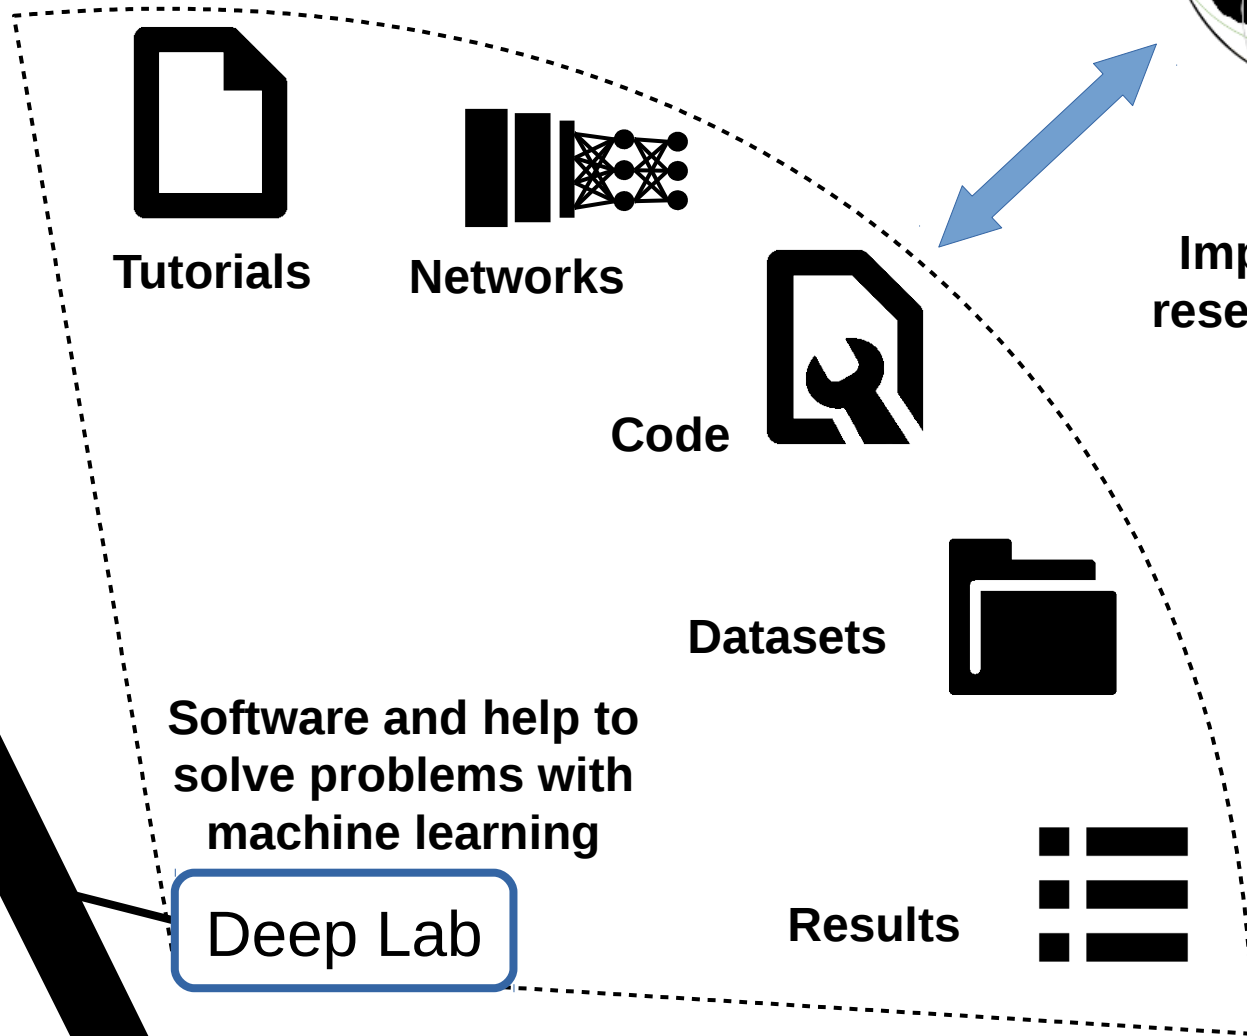 Tutorials
Networks
Code
Datasets
Software and help to
solve problems with
machine learning
Deep Lab
Results